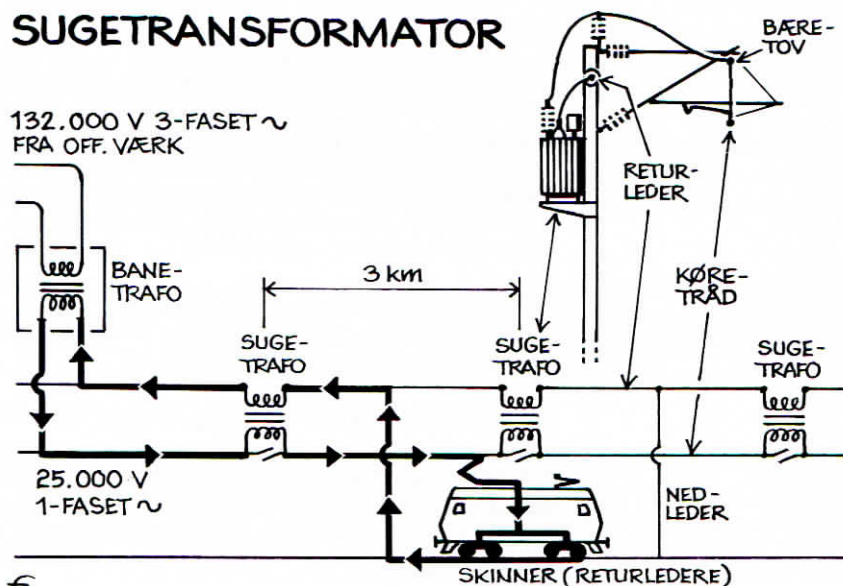 SUGETRANSFORMATOR
BÆRE-
TOV
132.000 V 3-FASET ~
FRA OFF. VÆRK
RETUR-
LEDER
BANE-
TRAFO
3 km
KØRE-
TRÅD
SUGE-
TRAFO
SUGE-
TRAFO
SUGE-
TRAFO
25.000 V
1-FASET ~
NED-
LEDER
SKINNER (RETURLEDERE)